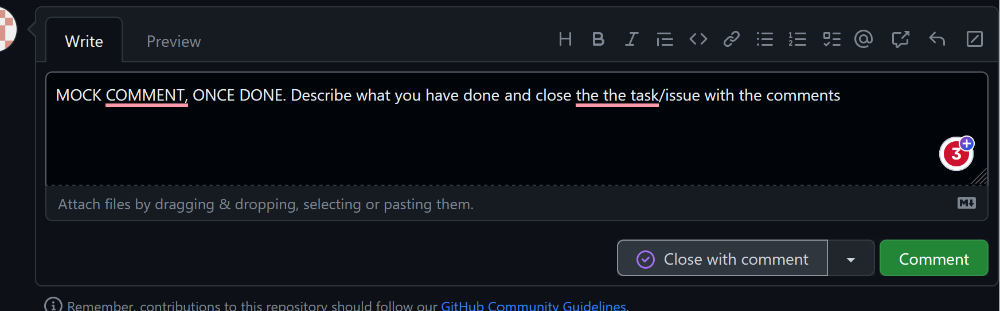 Write Preview H B I <> 1 2 @
MOCK COMMENT, ONCE DONE. Describe what you have done and close the the task/issue with the comments
3 +
Attach files by dragging & dropping, selecting or pasting them. M
Close with comment Comment
i Remember, contributions to this repository should follow our GitHub Community Guidelines.